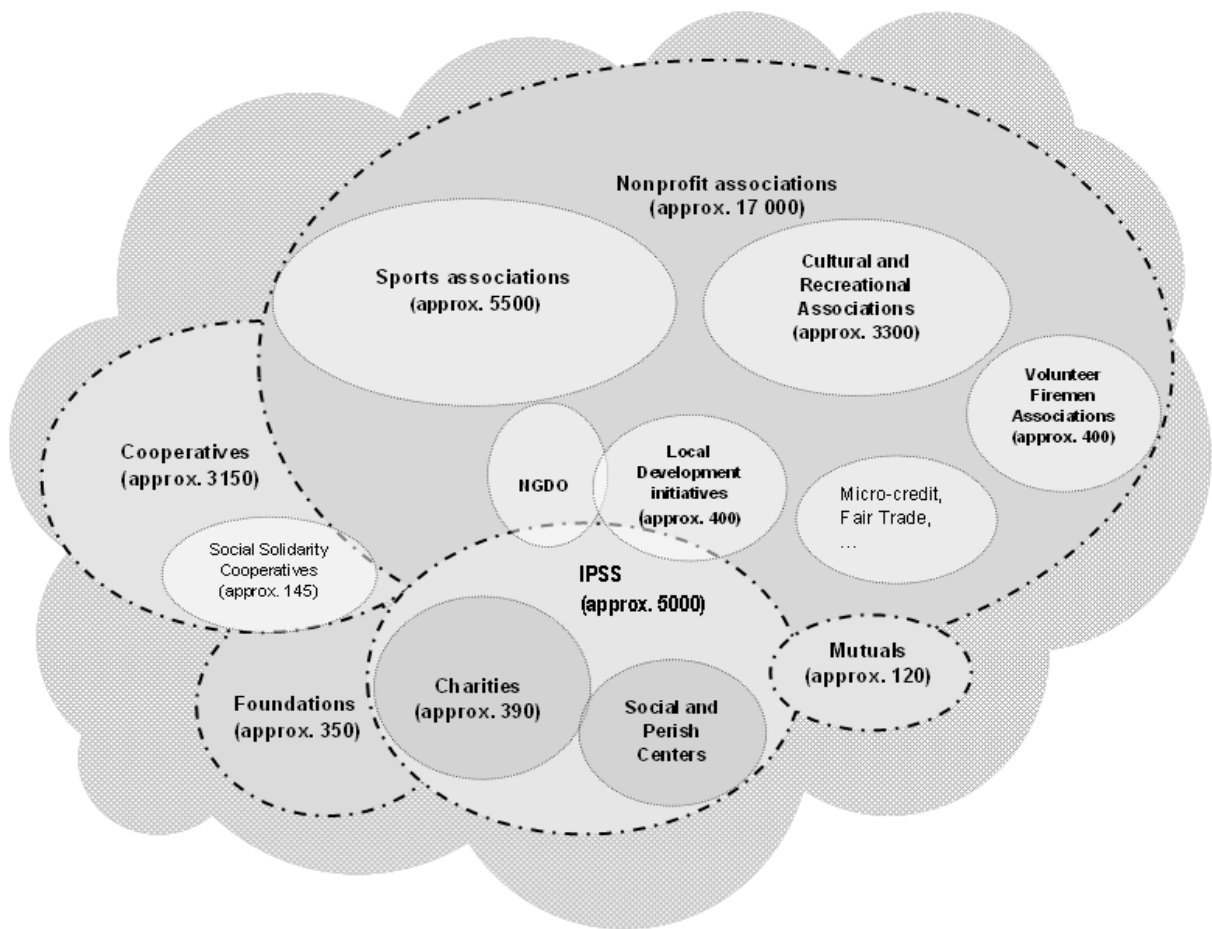 Nonprofit associations
(approx. 17 000)
Sports associations
(approx. 5500)
Cultural and
Recreational
Associations
(approx. 3300)
Volunteer
Firemen
Associations
(approx. 400)
Cooperatives
(approx. 3150)
NGDO
Local
Development
initiatives
(approx. 400)
Micro-credit,
Fair Trade,
...
Social Solidarity
Cooperatives
(approx. 145)
IPSS
(approx. 5000)
Mutuals
(approx. 120)
Foundations
(approx. 350)
Charities
(approx. 390)
Social and
Perish
Centers